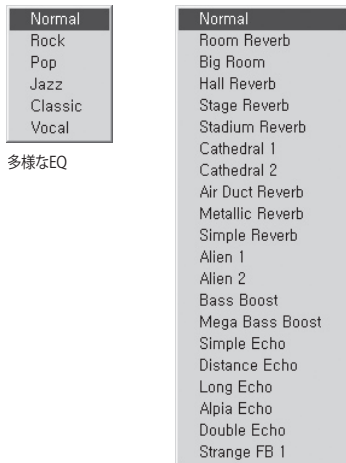 Normal
Rock
Pop
Jazz
Classic
Vocal
多様なEQ
Normal
Room Reverb
Big Room
Hall Reverb
Stage Reverb
Stadium Reverb
Cathedral 1
Cathedral 2
Air Duct Reverb
Metallic Reverb
Simple Reverb
Alien 1
Alien 2
Bass Boost
Mega Bass Boost
Simple Echo
Distance Echo
Long Echo
Alpia Echo
Double Echo
Strange FB 1